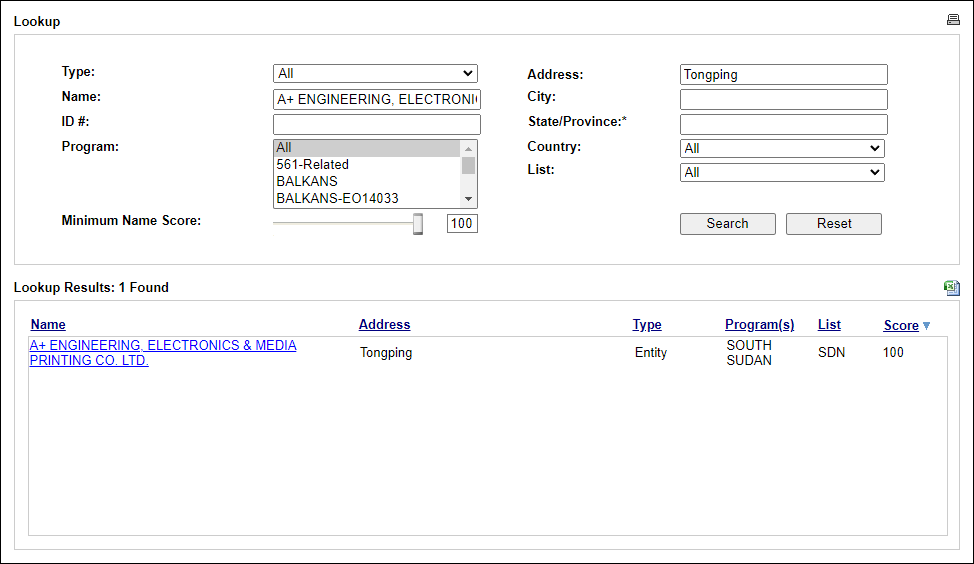 Lookup
Type:
All
Name:
A+ ENGINEERING, ELECTRONI
ID #:
Program:
All
561-Related
BALKANS
BALKANS-EO14033
Minimum Name Score:
100
Address:
Tongping
City:
State/Province:*
Country:
All
List:
All
Search
Reset
Lookup Results: 1 Found
Name
Address
Type
Program(s)
List
Score
A+ ENGINEERING, ELECTRONICS & MEDIA
PRINTING CO. LTD.
Tongping
Entity
SOUTH
SUDAN
SDN
100